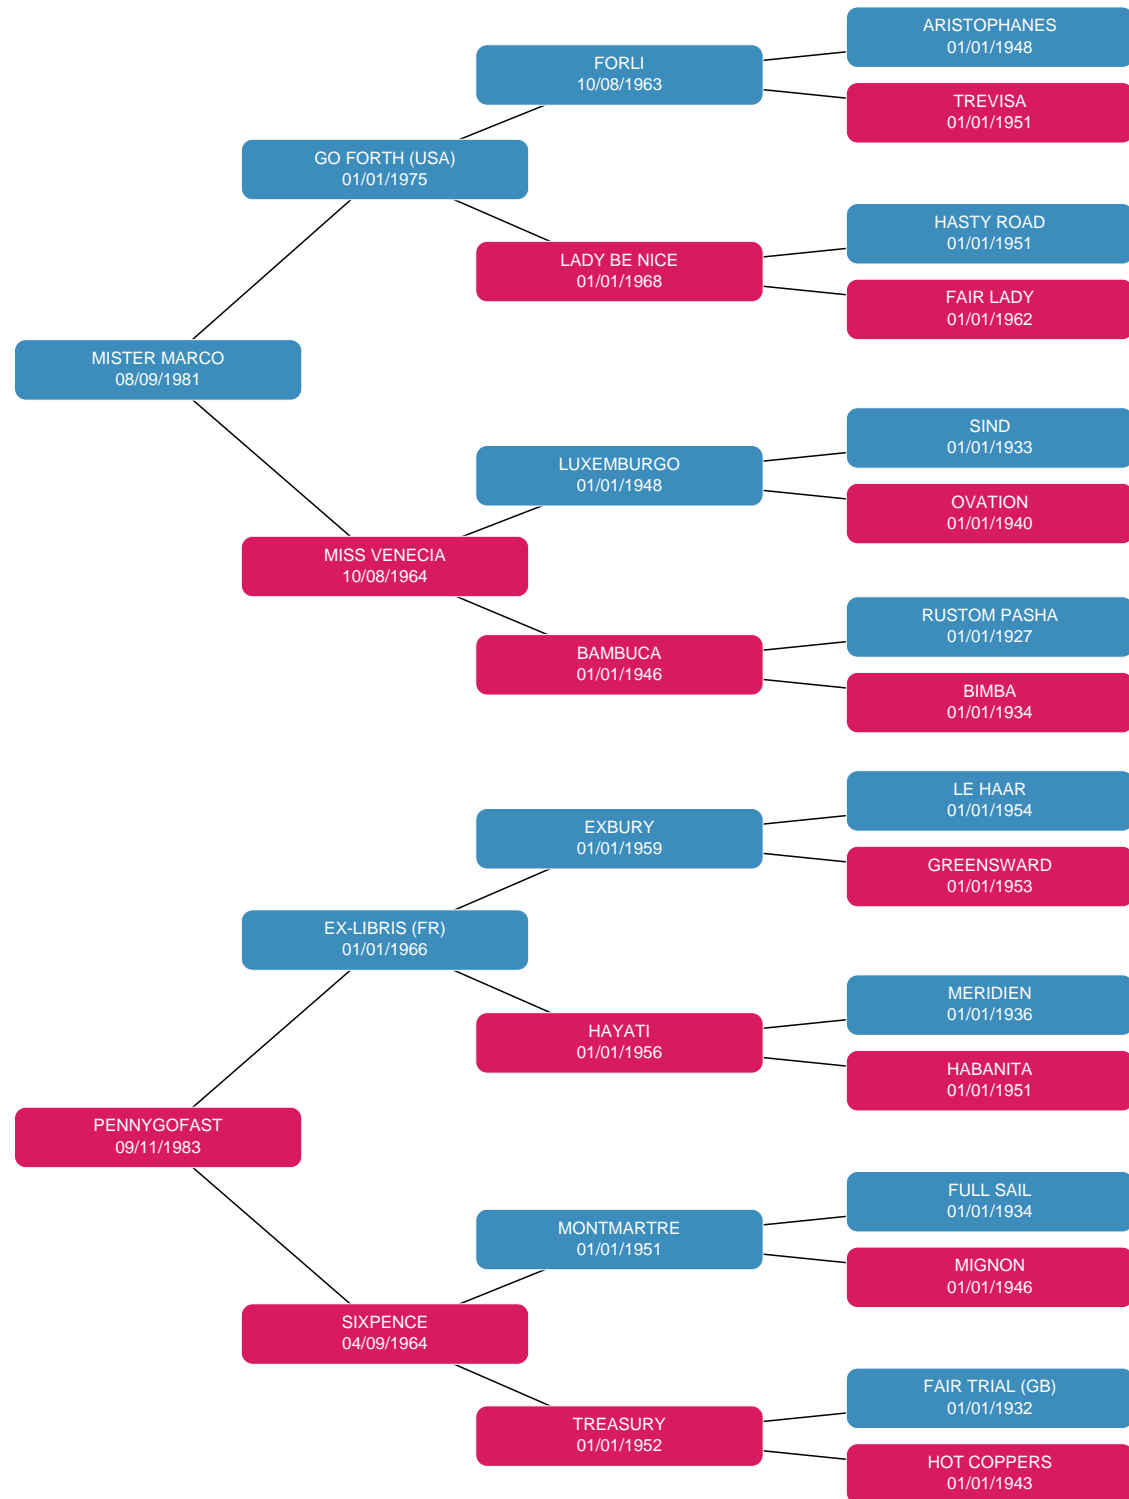 ARISTOPHANES
01/01/1948
FORLI
10/08/1963
TREVISA
01/01/1951
GO FORTH (USA)
01/01/1975
HASTY ROAD
01/01/1951
LADY BE NICE
01/01/1968
FAIR LADY
01/01/1962
MISTER MARCO
08/09/1981
SIND
01/01/1933
LUXEMBURGO
01/01/1948
OVATION
01/01/1940
MISS VENECIA
10/08/1964
RUSTOM PASHA
01/01/1927
BAMBUCA
01/01/1946
BIMBA
01/01/1934
LE HAAR
01/01/1954
EXBURY
01/01/1959
GREENSWARD
01/01/1953
EX-LIBRIS (FR)
01/01/1966
MERIDIEN
01/01/1936
HAYATI
01/01/1956
HABANITA
01/01/1951
PENNYGOFAST
09/11/1983
FULL SAIL
01/01/1934
MONTMARTRE
01/01/1951
MIGNON
01/01/1946
SIXPENCE
04/09/1964
FAIR TRIAL (GB)
01/01/1932
TREASURY
01/01/1952
HOT COPPERS
01/01/1943